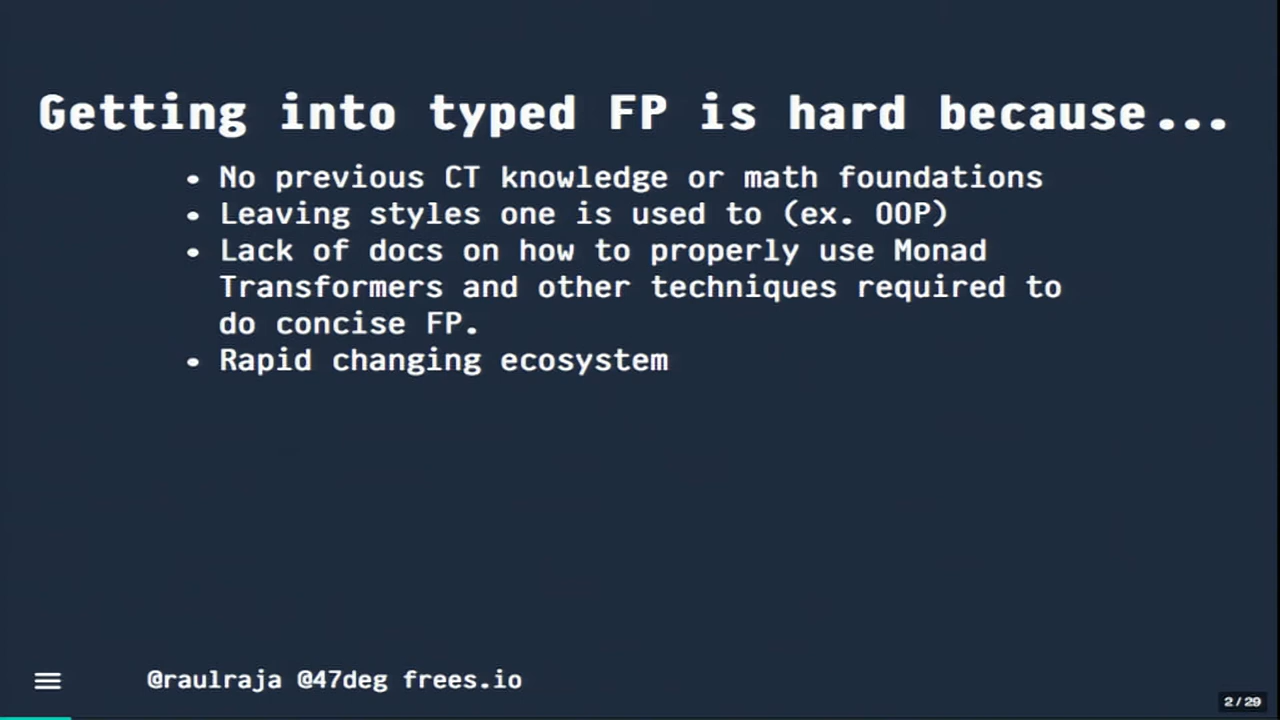 Getting into typed FP is hard because...
• No previous CT knowledge or math foundations
• Leaving styles one is used to (ex. OOP)
• Lack of docs on how to properly use Monad
Transformers and other techniques required to
do concise FP.
• Rapid changing ecosystem
@raulraja @47deg frees.io
2 / 29